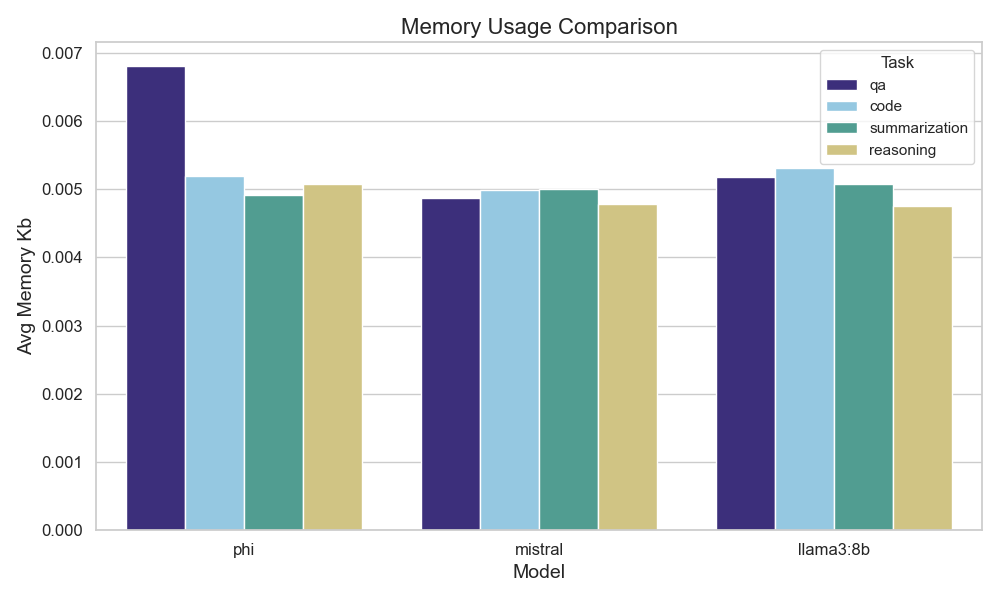 Memory Usage Comparison
Avg Memory Kb
0.007
0.006
0.005
0.004
0.003
0.002
0.001
0.000
Task
qa
code
summarization
reasoning
phi
mistral
llama3:8b
Model